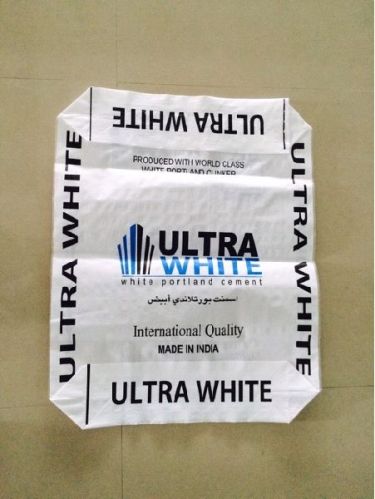 ULTRA WHITE
PRODUCED WITH WORLD CLASS
WHITE PORTLAND CLINKER
ULTRA WHITE
ULTRA WHITE
ULTRA
WHITE
white portland cement
اسمنت بورتلاندي أبيض
International Quality
MADE IN INDIA
ULTRA WHITE